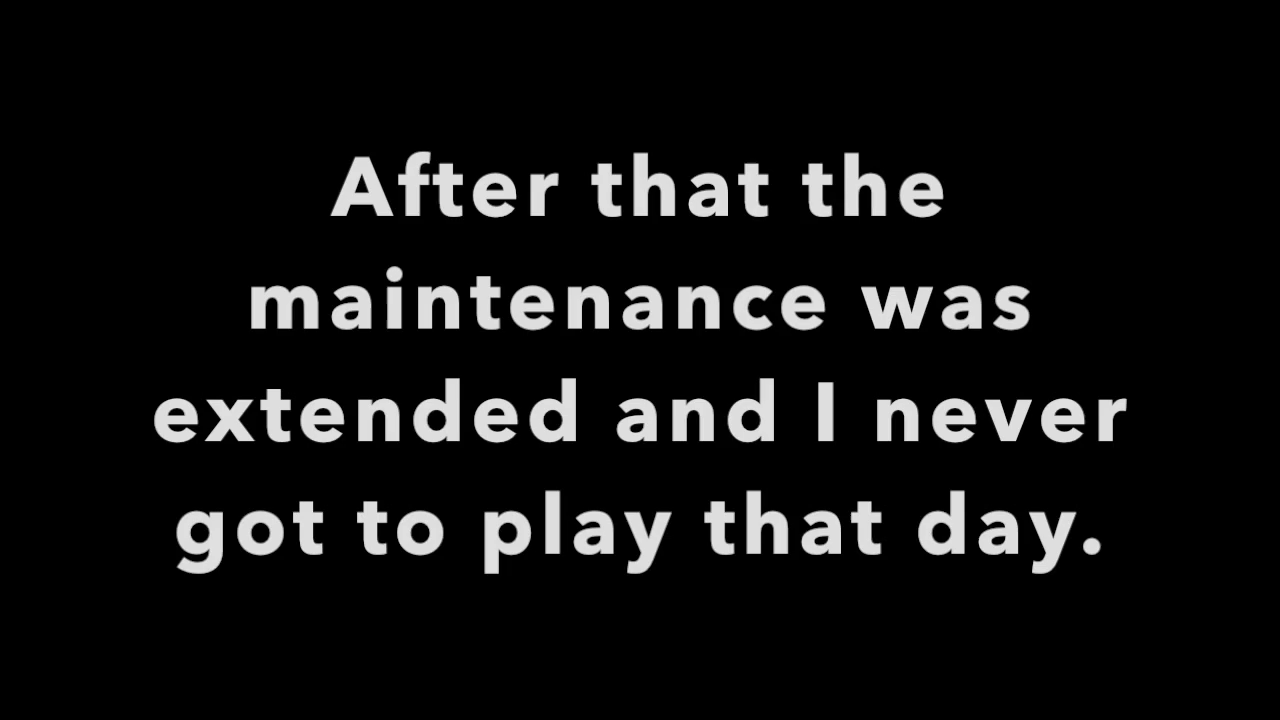 After that the
maintenance was
extended and I never
got to play that day.